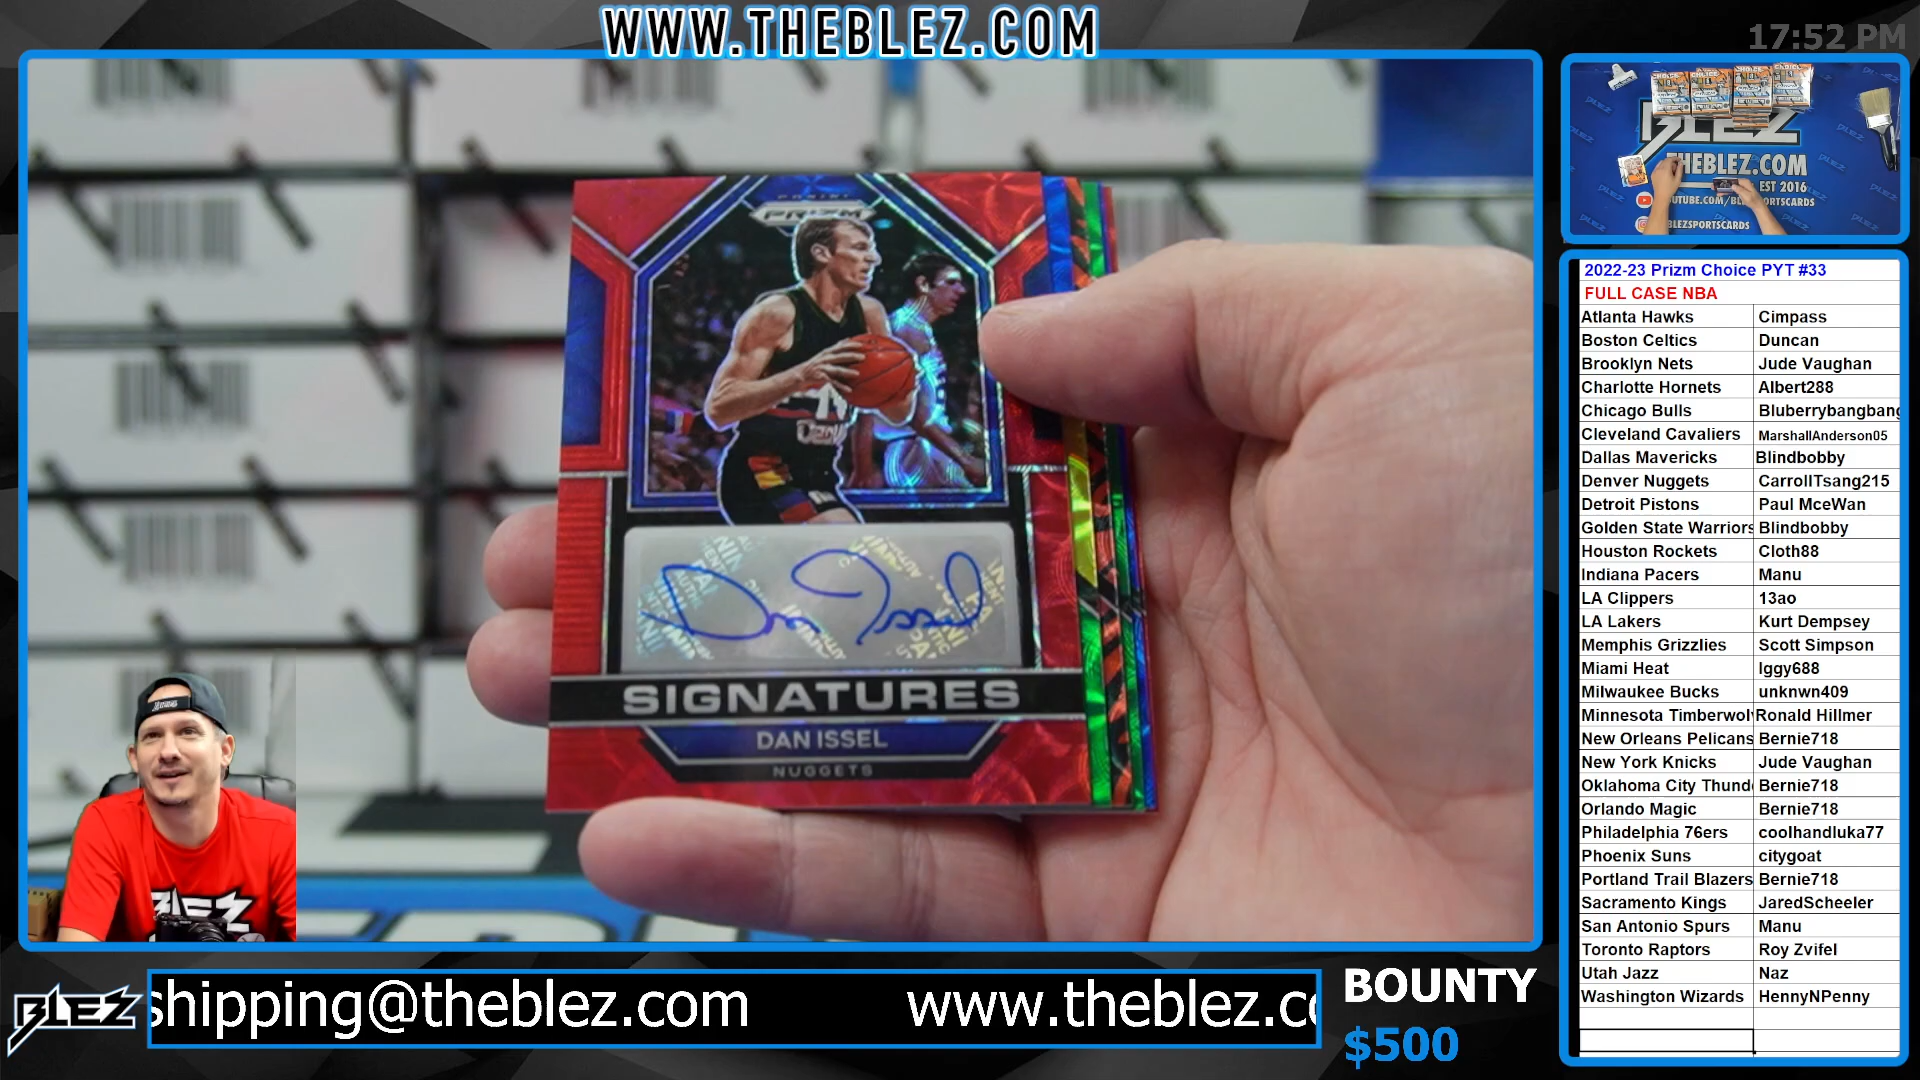 WWW.THEBLEZ.COM
17:52 PM
PANINI
PRIZM
Dan Issel
SIGNATURES
DAN ISSEL
NUGGETS
BLEZ
THEBLEZ.COM
EST 2016
BLEZSPORTSCARDS
2022-23 Prizm Choice PYT #33
FULL CASE NBA
Atlanta Hawks Cimpass
Boston Celtics Duncan
Brooklyn Nets Jude Vaughan
Charlotte Hornets Albert288
Chicago Bulls Bluberrybangbang
Cleveland Cavaliers MarshallAnderson05
Dallas Mavericks Blindbobby
Denver Nuggets CarrollTsang215
Detroit Pistons Paul MceWan
Golden State Warriors Blindbobby
Houston Rockets Cloth88
Indiana Pacers Manu
LA Clippers 13ao
LA Lakers Kurt Dempsey
Memphis Grizzlies Scott Simpson
Miami Heat Iggy688
Milwaukee Bucks unknwn409
Minnesota Timberwol Ronald Hillmer
New Orleans Pelicans Bernie718
New York Knicks Jude Vaughan
Oklahoma City Thund Bernie718
Orlando Magic Bernie718
Philadelphia 76ers coolhandluka77
Phoenix Suns citygoat
Portland Trail Blazers Bernie718
Sacramento Kings JaredScheeler
San Antonio Spurs Manu
Toronto Raptors Roy Zvifel
Utah Jazz Naz
Washington Wizards HennyNPenny
BLEZ
shipping@theblez.com www.theblez.co
BOUNTY
$500